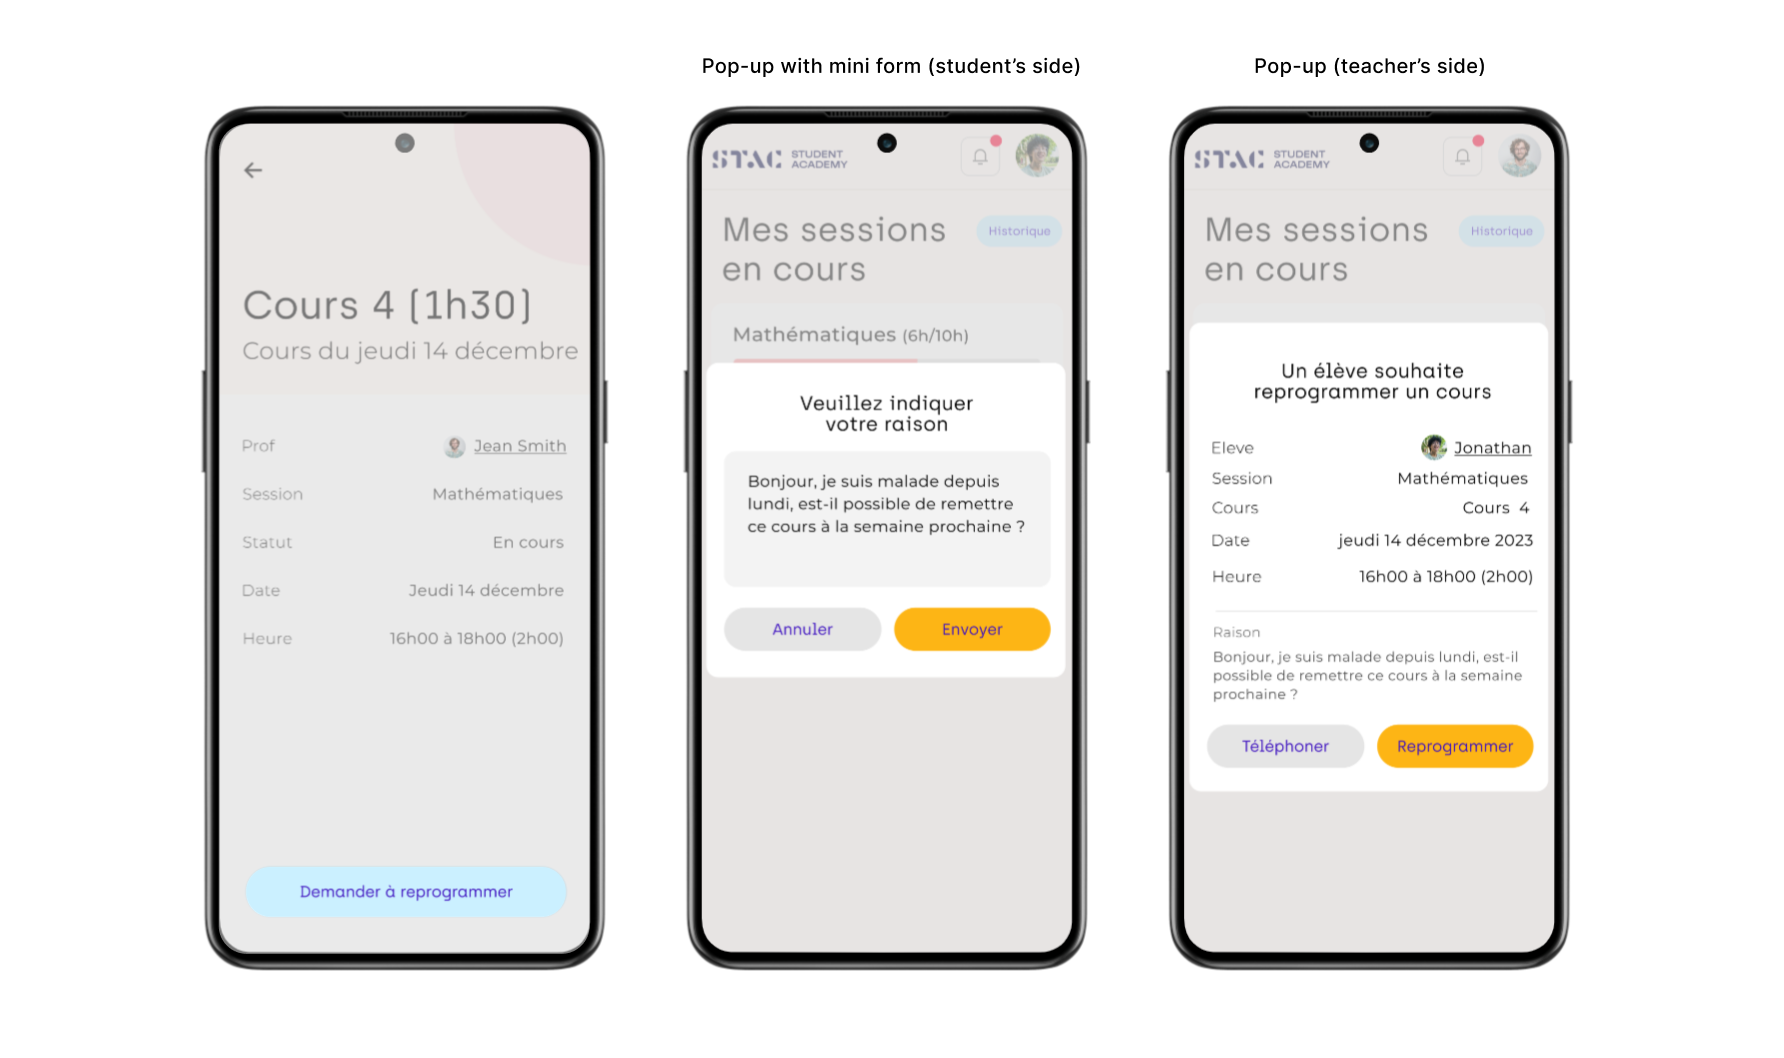 Pop-up with mini form (student's side)
Pop-up (teacher's side)
Cours 4 (1h30)
Cours du jeudi 14 décembre
Prof Jean Smith
Session Mathématiques
Statut En cours
Date Jeudi 14 décembre
Heure 16h00 à 18h00 (2h00)
Demander à reprogrammer
STAC STUDENT
ACADEMY
Mes sessions
en cours
Historique
Mathématiques (6h/10h)
Veuillez indiquer
votre raison
Bonjour, je suis malade depuis
lundi, est-il possible de remettre
ce cours à la semaine prochaine ?
Annuler
Envoyer
STAC STUDENT
ACADEMY
Mes sessions
en cours
Historique
Un élève souhaite
reprogrammer un cours
Eleve Jonathan
Session Mathématiques
Cours Cours 4
Date jeudi 14 décembre 2023
Heure 16h00 à 18h00 (2h00)
Raison
Bonjour, je suis malade depuis lundi, est-il
possible de remettre ce cours à la semaine
prochaine ?
Téléphoner
Reprogrammer